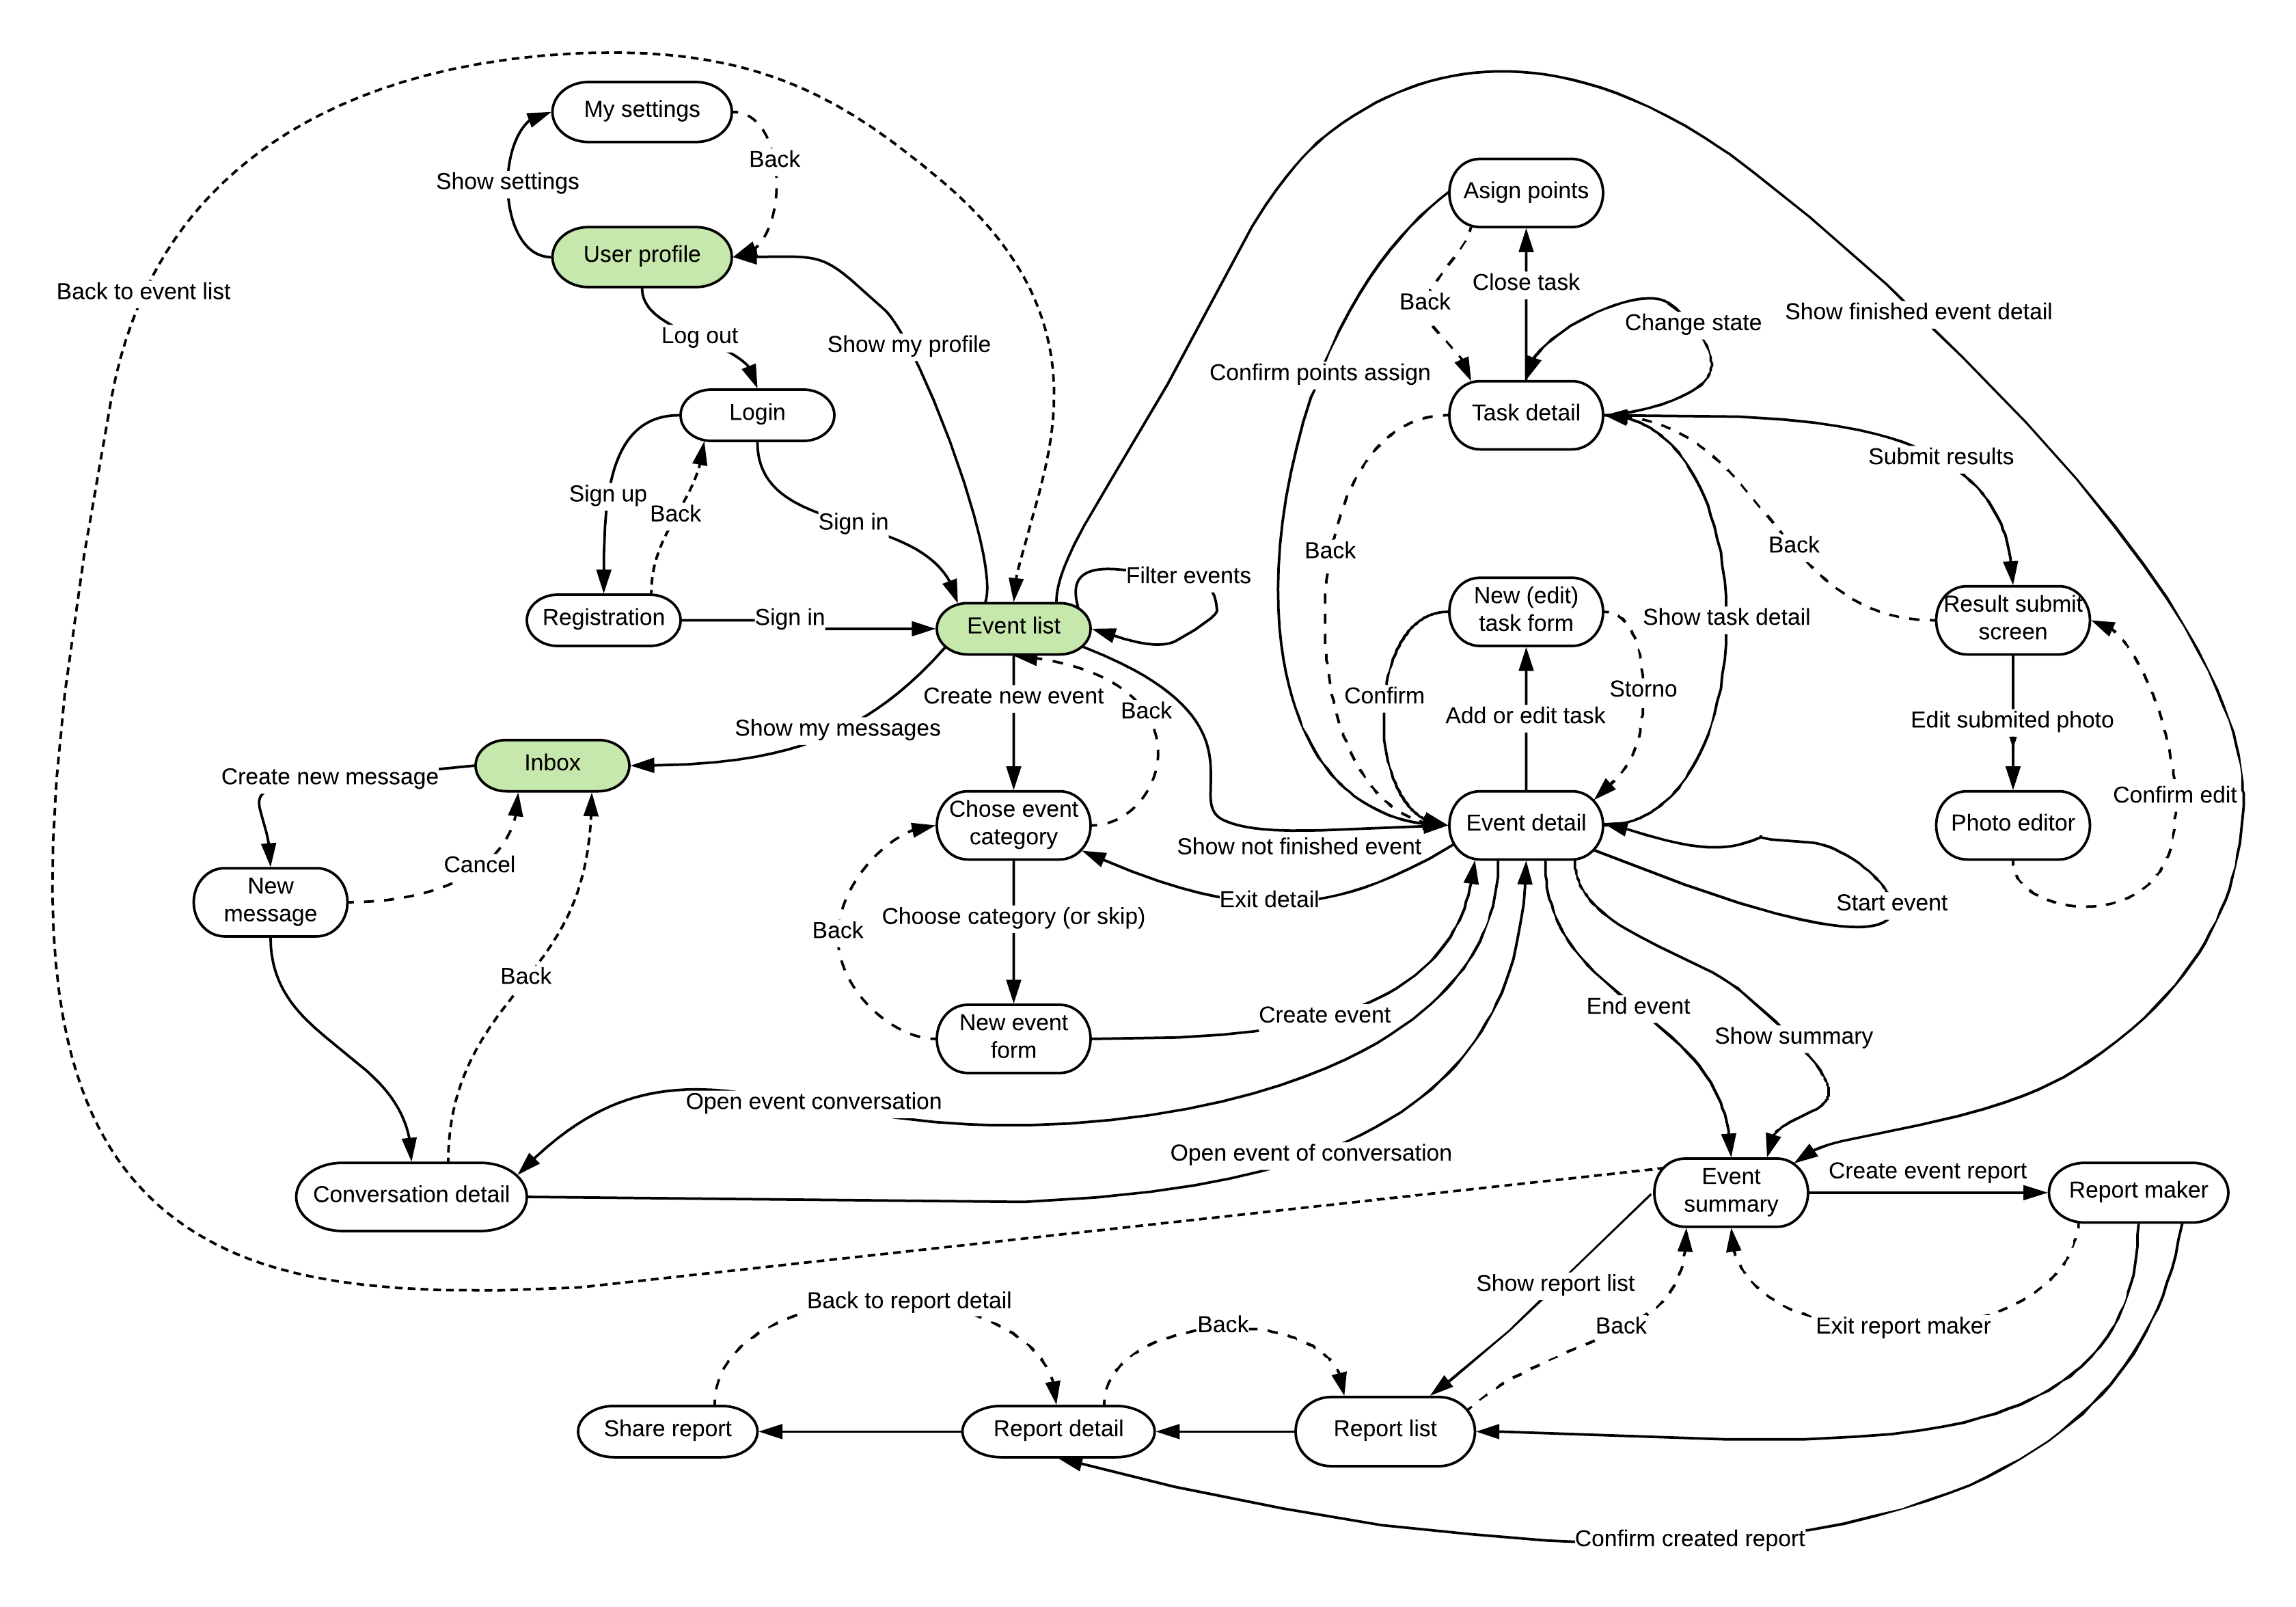 My settings
Back
Show settings
User profile
Back to event list
Log out
Show my profile
Login
Sign up
Back
Sign in
Registration
Sign in
Event list
Filter events
Asign points
Close task
Back
Change state
Show finished event detail
Confirm points assign
Task detail
Submit results
Back
Back
New (edit)
task form
Show task detail
Result submit
screen
Confirm
Storno
Add or edit task
Edit submited photo
Create new event
Back
Show my messages
Inbox
Create new message
Chose event
category
Event detail
Photo editor
Confirm edit
Show not finished event
Cancel
New
message
Exit detail
Start event
Choose category (or skip)
Back
Back
New event
form
Create event
End event
Show summary
Open event conversation
Open event of conversation
Conversation detail
Event
summary
Create event report
Report maker
Show report list
Back
Exit report maker
Back to report detail
Back
Share report
Report detail
Report list
Confirm created report